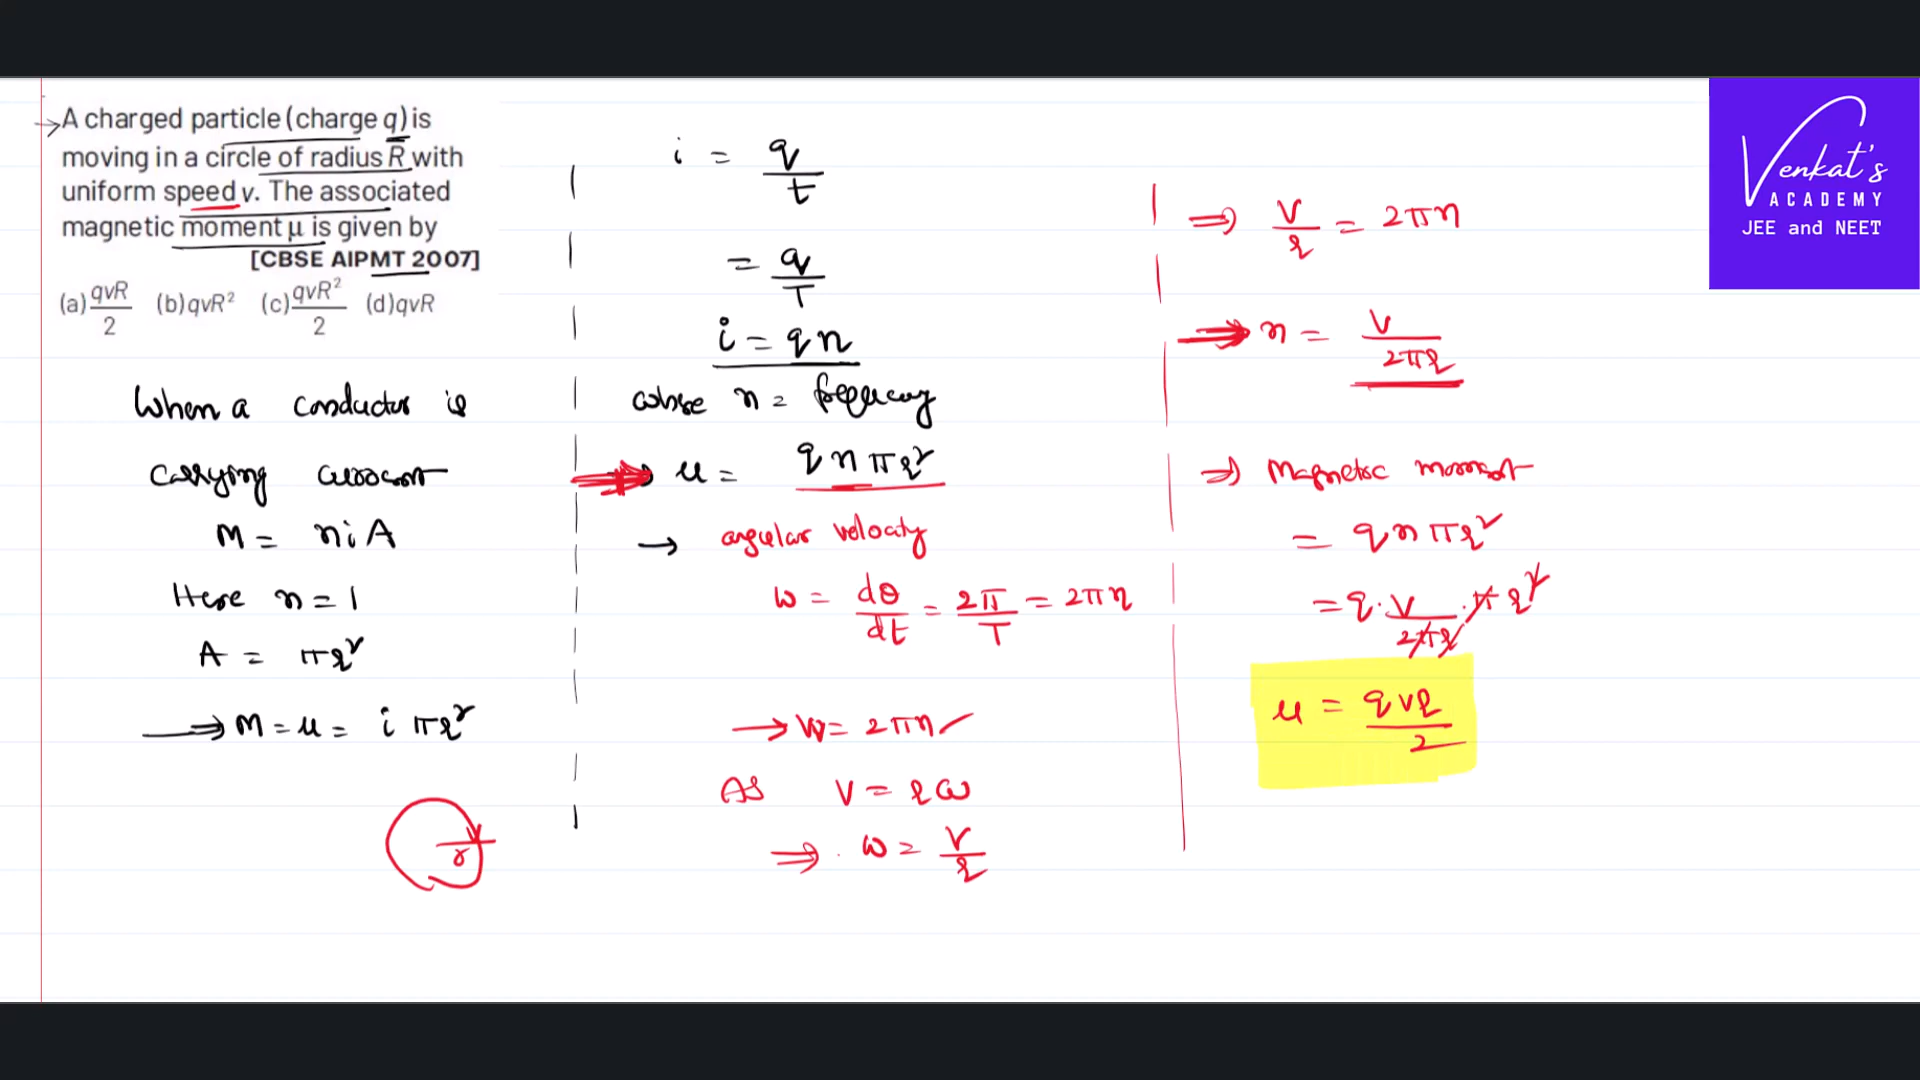 A charged particle (charge q) is
moving in a circle of radius R with
uniform speed v. The associated
magnetic moment μ is given by
[CBSE AIPMT 2007]
(a) qvR/2 (b) qvR² (c) qvR²/2 (d) qvR
When a conductor is
carrying current
M = niA
Here n = 1
A = πr²
⇒ M = μ = i πr²
r
i = q/t
= q/T
i = qn
where n = frequency
⇒ μ = qnπr²
→ angular velocity
ω = dθ/dt = 2π/T = 2πn
→ W = 2πn
As V = rω
⇒ ω = V/r
⇒ V/r = 2πn
⇒ n = V/2πr
⇒ Magnetic moment
= qnπr²
= q · V/2πr · πr²
μ = qvr/2
Venkat's
ACADEMY
JEE and NEET